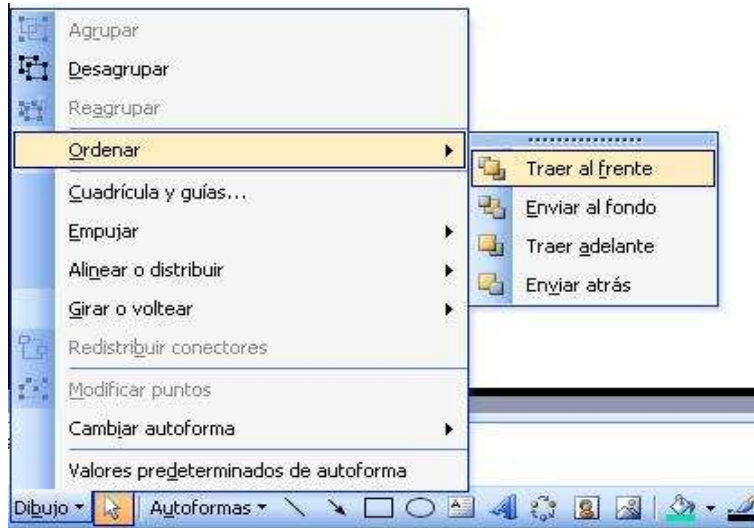 Agrupar
Desagrupar
Reagrupar
Ordenar
Traer al frente
Enviar al fondo
Traer adelante
Enviar atrás
Cuadrícula y guías...
Empujar
Alinear o distribuir
Girar o voltear
Redistribuir conectores
Modificar puntos
Cambiar autoforma
Valores predeterminados de autoforma
Dibujo Autoformas